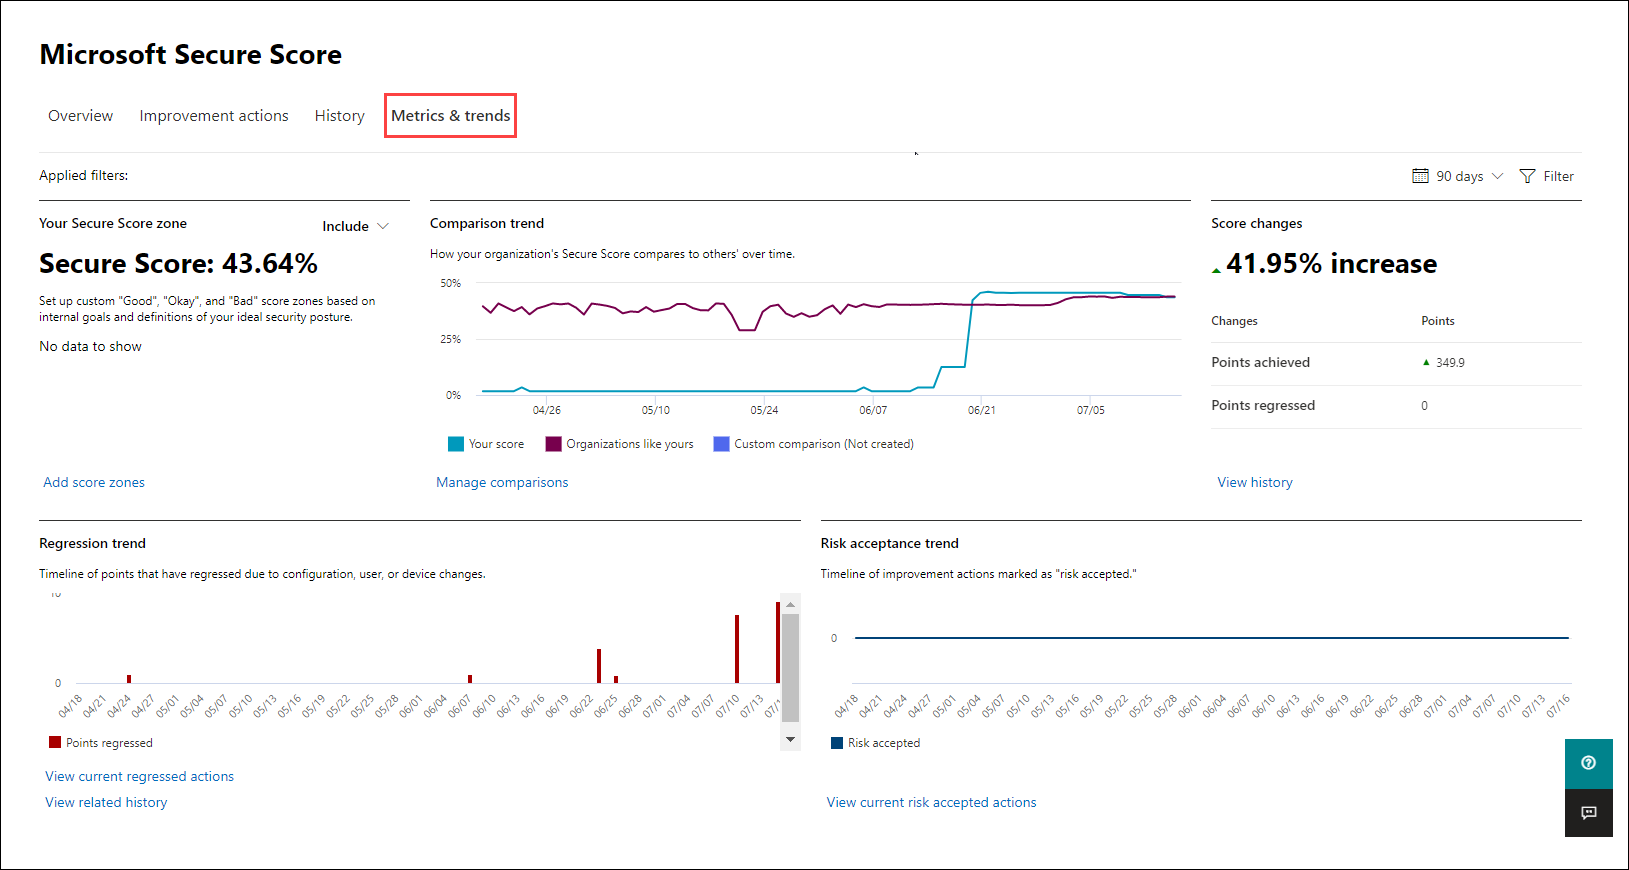 Microsoft Secure Score
Overview
Improvement actions
History
Metrics & trends
Applied filters:
90 days
Filter
Your Secure Score zone
Include
Secure Score: 43.64%
Set up custom "Good", "Okay", and "Bad" score zones based on
internal goals and definitions of your ideal security posture.
No data to show
Add score zones
Comparison trend
How your organization's Secure Score compares to others' over time.
50%
25%
0%
04/26
05/10
05/24
06/07
06/21
07/05
Your score
Organizations like yours
Custom comparison (Not created)
Manage comparisons
Score changes
41.95% increase
Changes
Points
Points achieved
349.9
Points regressed
0
View history
Regression trend
Timeline of points that have regressed due to configuration, user, or device changes.
10
0
04/18
04/21
04/24
04/27
05/01
05/04
05/07
05/10
05/13
05/16
05/19
05/22
05/25
05/28
06/01
06/04
06/07
06/10
06/13
06/16
06/19
06/22
06/25
06/28
07/01
07/04
07/07
07/10
07/13
Points regressed
View current regressed actions
View related history
Risk acceptance trend
Timeline of improvement actions marked as "risk accepted."
0
04/18
04/21
04/24
04/27
05/01
05/04
05/07
05/10
05/13
05/16
05/19
05/22
05/25
05/28
06/01
06/04
06/07
06/10
06/13
06/16
06/19
06/22
06/25
06/28
07/01
07/04
07/07
07/10
07/13
07/16
Risk accepted
View current risk accepted actions